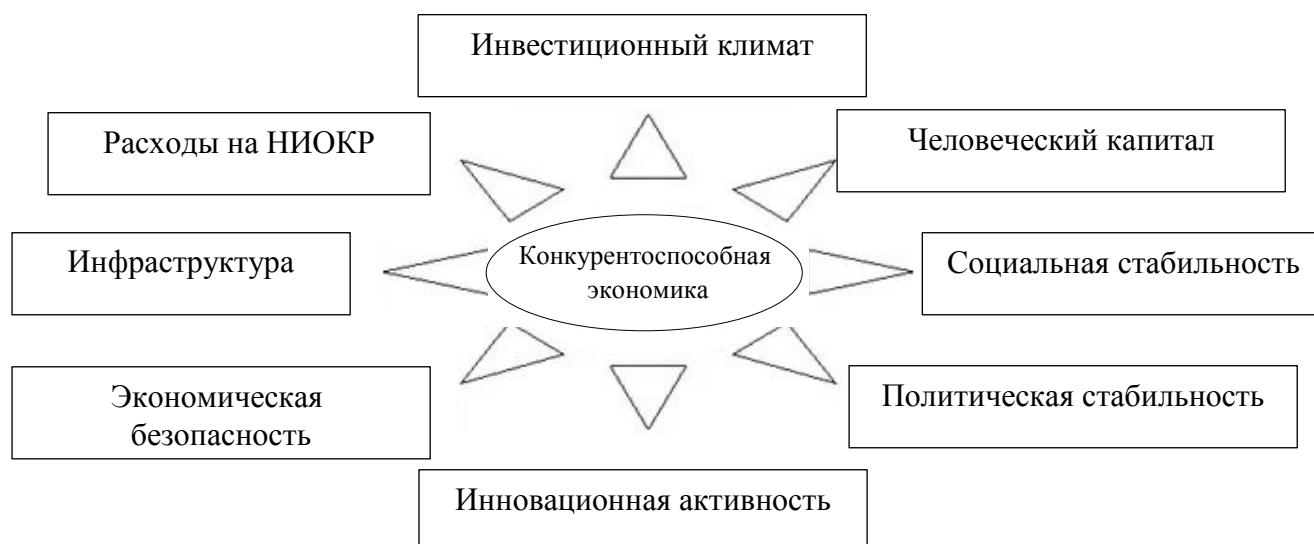 Инвестиционный климат
Расходы на НИОКР
Человеческий капитал
Инфраструктура
Конкурентоспособная
экономика
Социальная стабильность
Экономическая
безопасность
Политическая стабильность
Инновационная активность